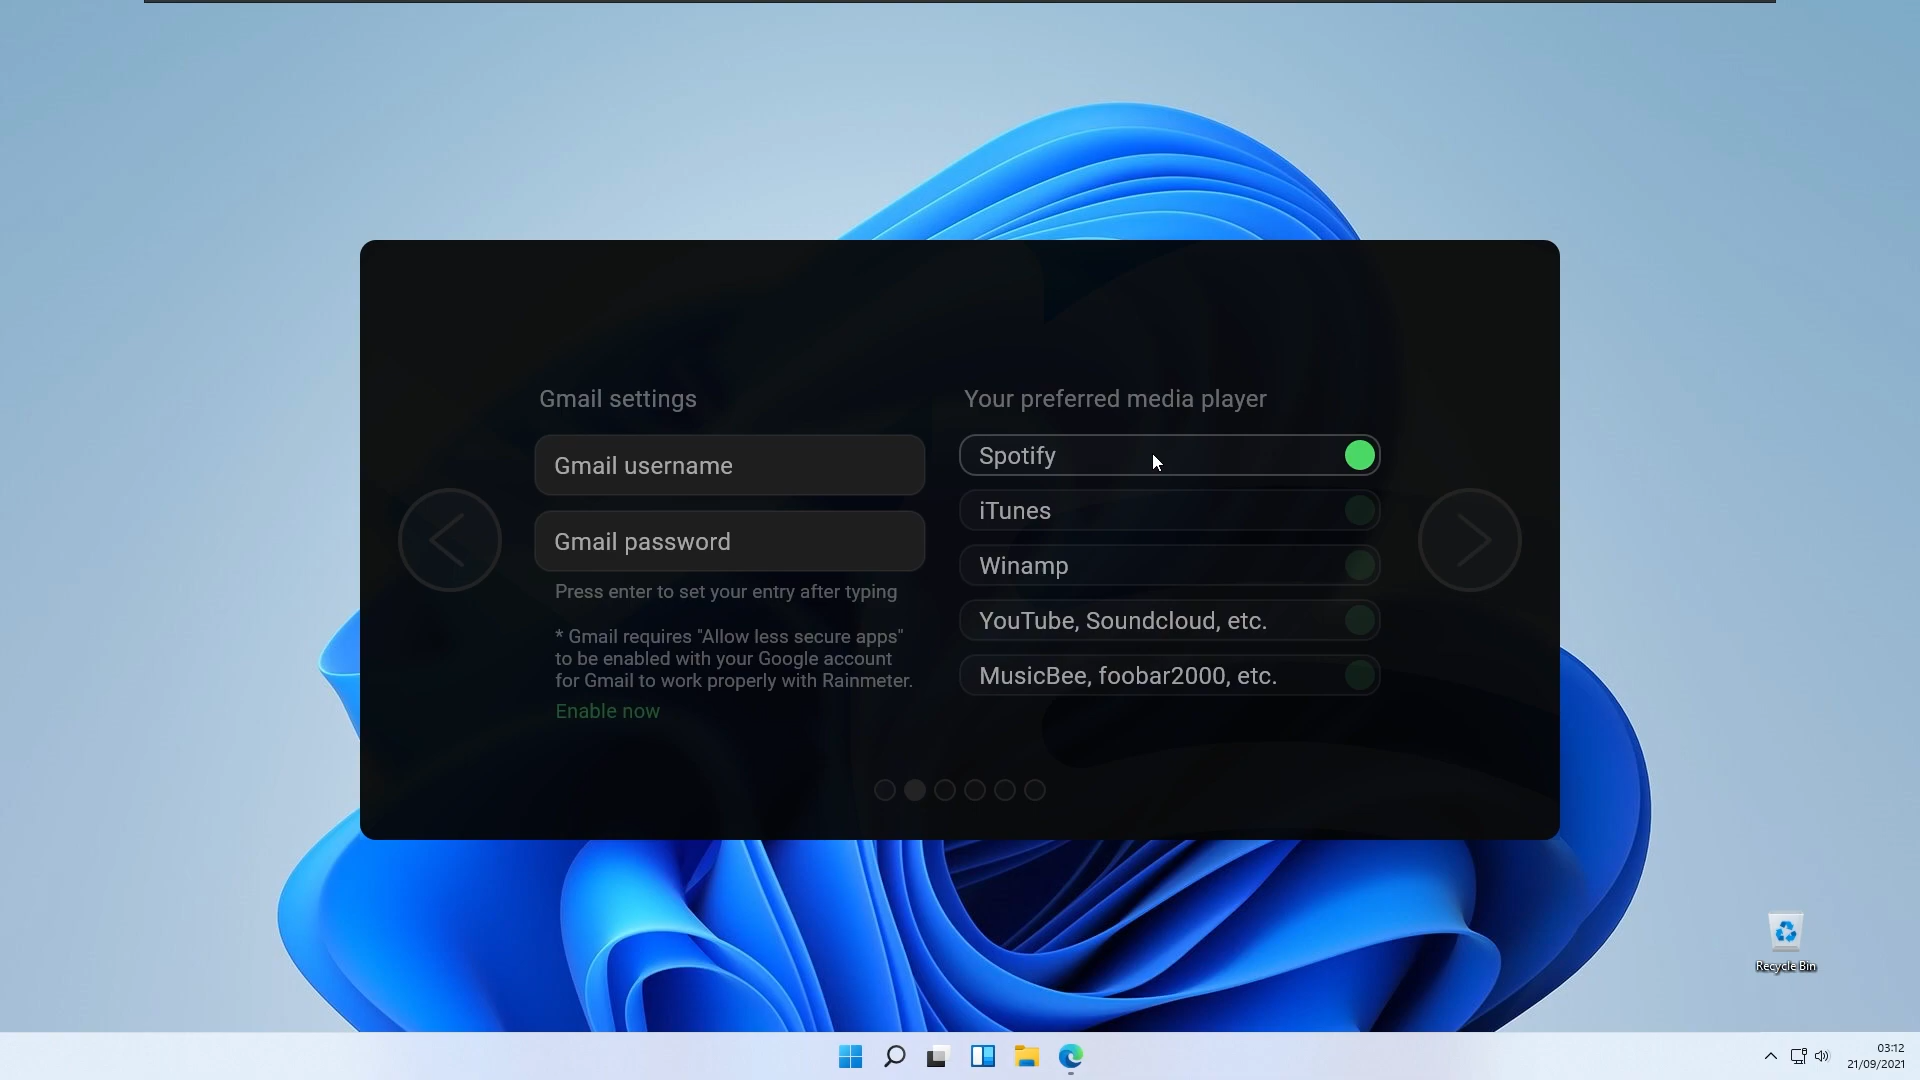 Gmail settings
Gmail username
Gmail password
Press enter to set your entry after typing
* Gmail requires "Allow less secure apps"
to be enabled with your Google account
for Gmail to work properly with Rainmeter.
Enable now
Your preferred media player
Spotify
iTunes
Winamp
YouTube, Soundcloud, etc.
MusicBee, foobar2000, etc.
Recycle Bin
03:12
21/09/2021